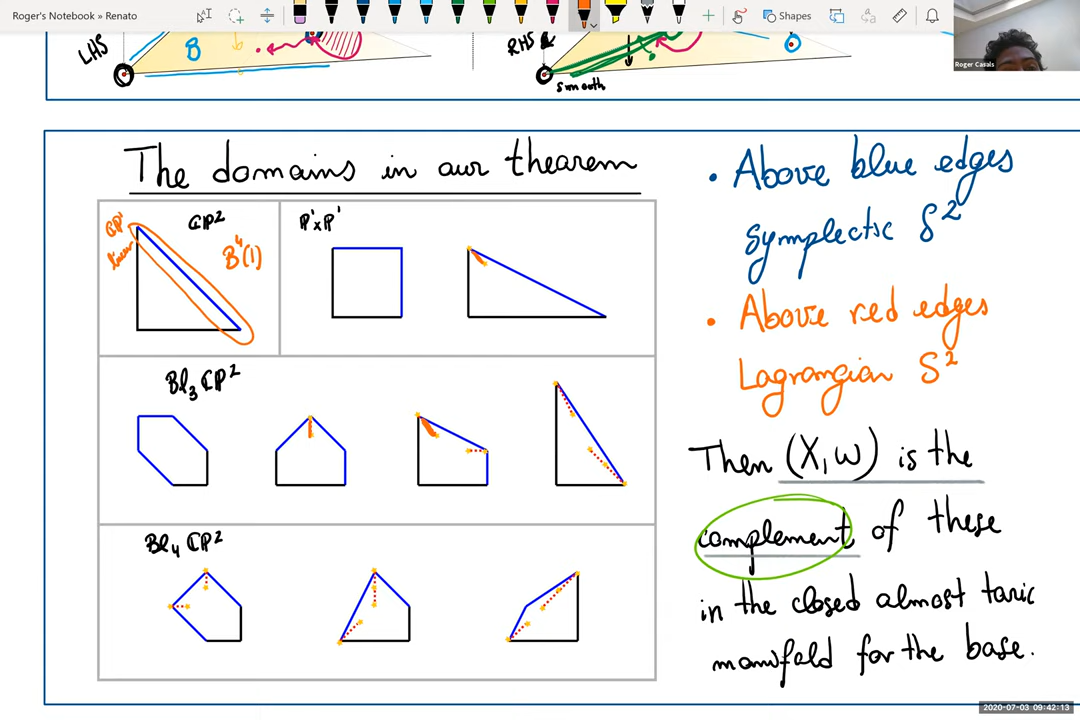 Roger's Notebook » Renato
Shapes
LHS
B
RHS
smooth
Roger Casals
The domains in our theorem
CP²
CP¹
linear
B⁴(1)
P¹xP¹
Bl₃ CP²
Bl₄ CP²
• Above blue edges
symplectic S²
• Above red edges
Lagrangian S²
Then (X,ω) is the
complement of these
in the closed almost toric
manifold for the base.
2020-07-03 09:42:13